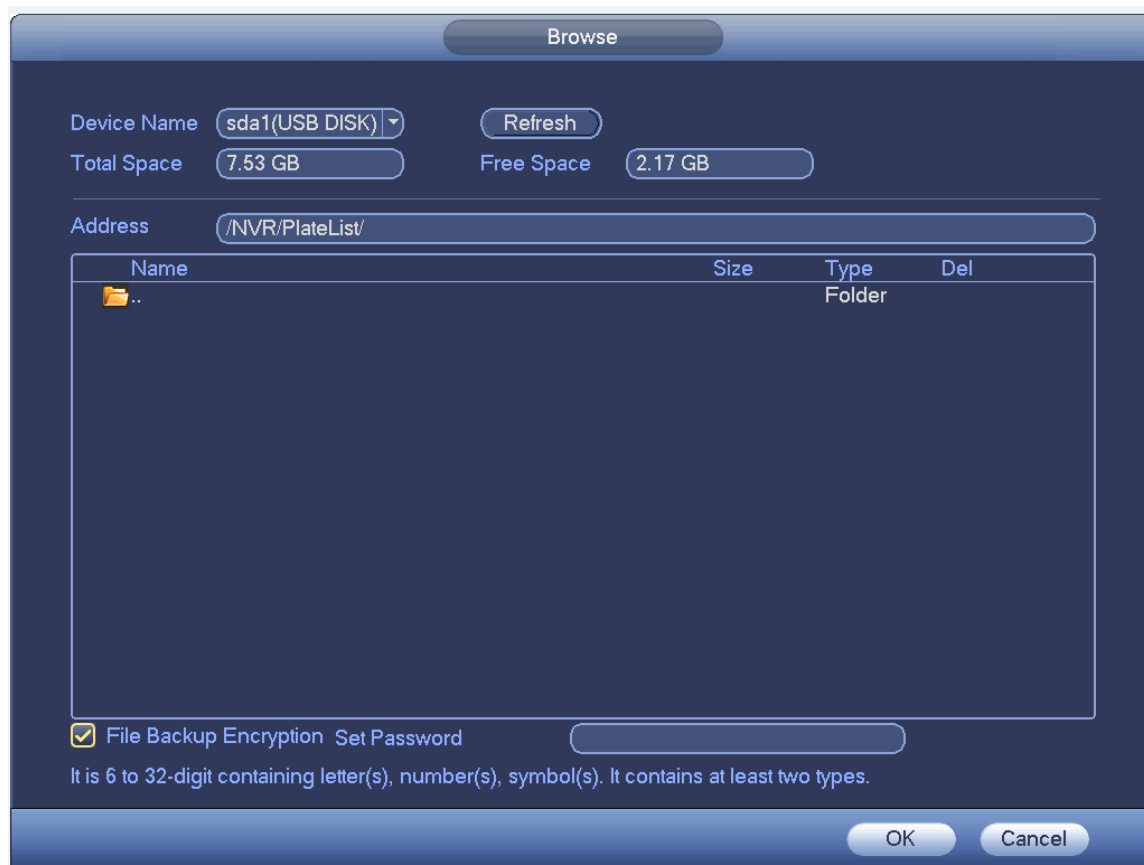 Browse
Device Name sda1(USB DISK) Refresh
Total Space 7.53 GB Free Space 2.17 GB
Address /NVR/PlateList/
Name Size Type Del
.. Folder
File Backup Encryption Set Password
It is 6 to 32-digit containing letter(s), number(s), symbol(s). It contains at least two types.
OK Cancel